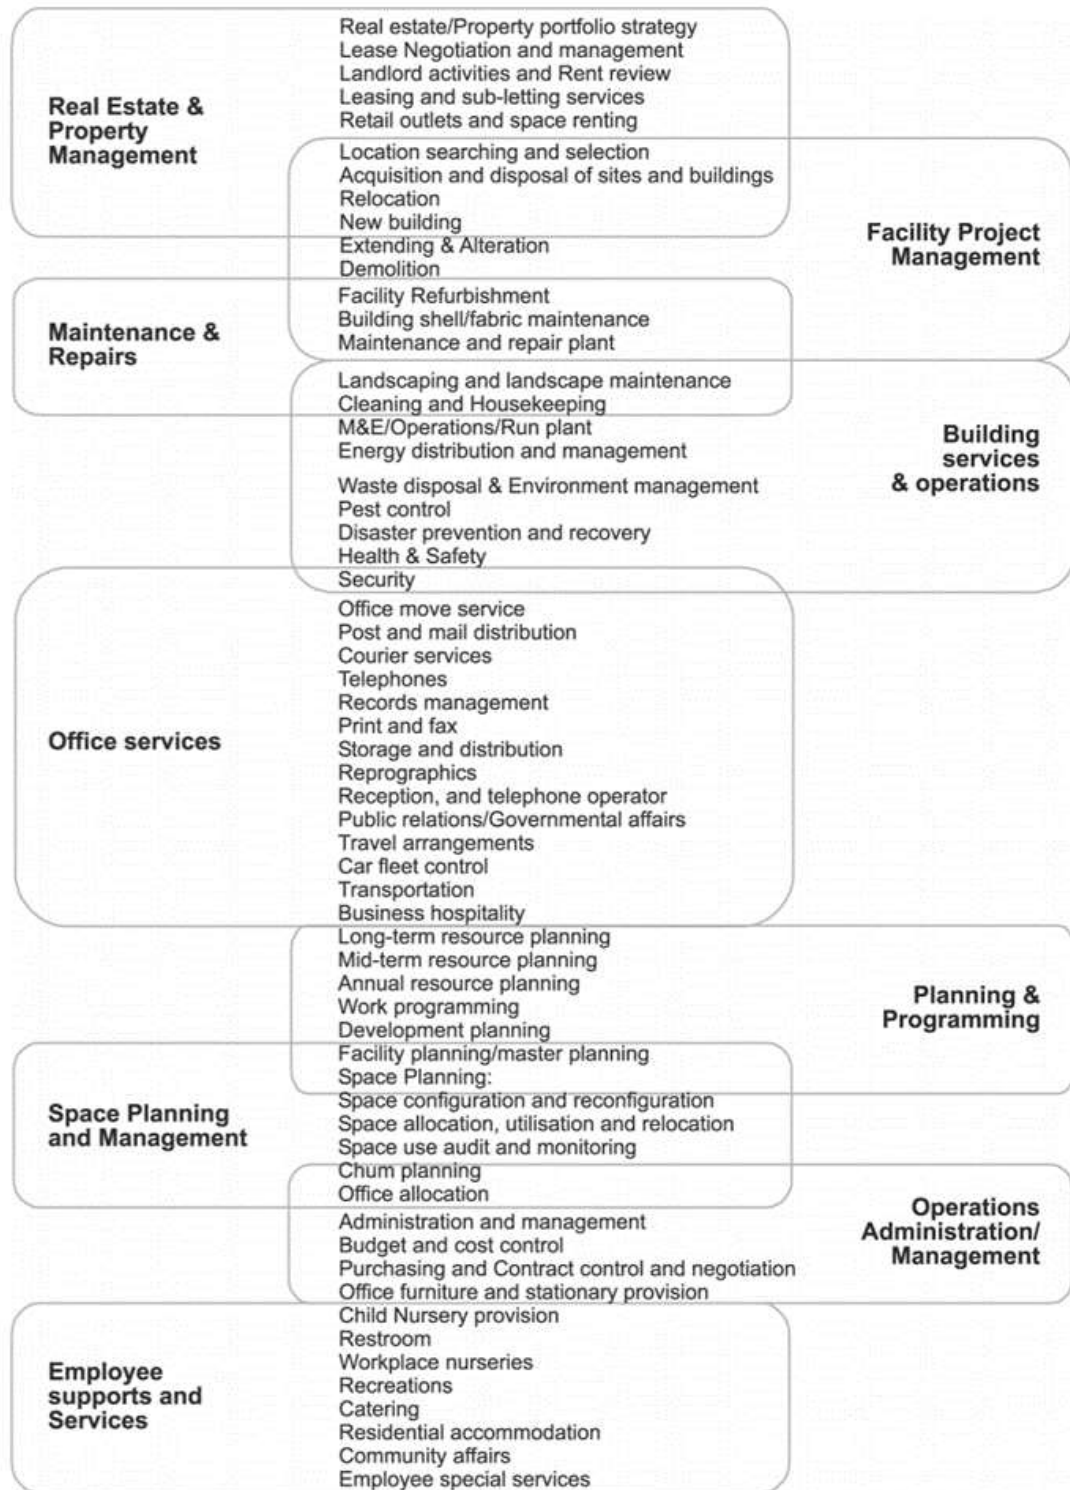 Real estate/Property portfolio strategy
Lease Negotiation and management
Landlord activities and Rent review
Leasing and sub-letting services
Retail outlets and space renting
Real Estate &
Property
Management
Location searching and selection
Acquisition and disposal of sites and buildings
Relocation
New building
Extending & Alteration
Demolition
Facility Project
Management
Facility Refurbishment
Building shell/fabric maintenance
Maintenance and repair plant
Maintenance &
Repairs
Landscaping and landscape maintenance
Cleaning and Housekeeping
M&E/Operations/Run plant
Energy distribution and management
Building
services
& operations
Waste disposal & Environment management
Pest control
Disaster prevention and recovery
Health & Safety
Security
Office move service
Post and mail distribution
Courier services
Telephones
Records management
Print and fax
Office services
Storage and distribution
Reprographics
Reception, and telephone operator
Public relations/Governmental affairs
Travel arrangements
Car fleet control
Transportation
Business hospitality
Long-term resource planning
Mid-term resource planning
Annual resource planning
Work programming
Development planning
Planning &
Programming
Facility planning/master planning
Space Planning:
Space configuration and reconfiguration
Space allocation, utilisation and relocation
Space use audit and monitoring
Chum planning
Office allocation
Space Planning
and Management
Administration and management
Budget and cost control
Purchasing and Contract control and negotiation
Office furniture and stationary provision
Operations
Administration/
Management
Child Nursery provision
Restroom
Workplace nurseries
Recreations
Catering
Residential accommodation
Community affairs
Employee special services
Employee
supports and
Services